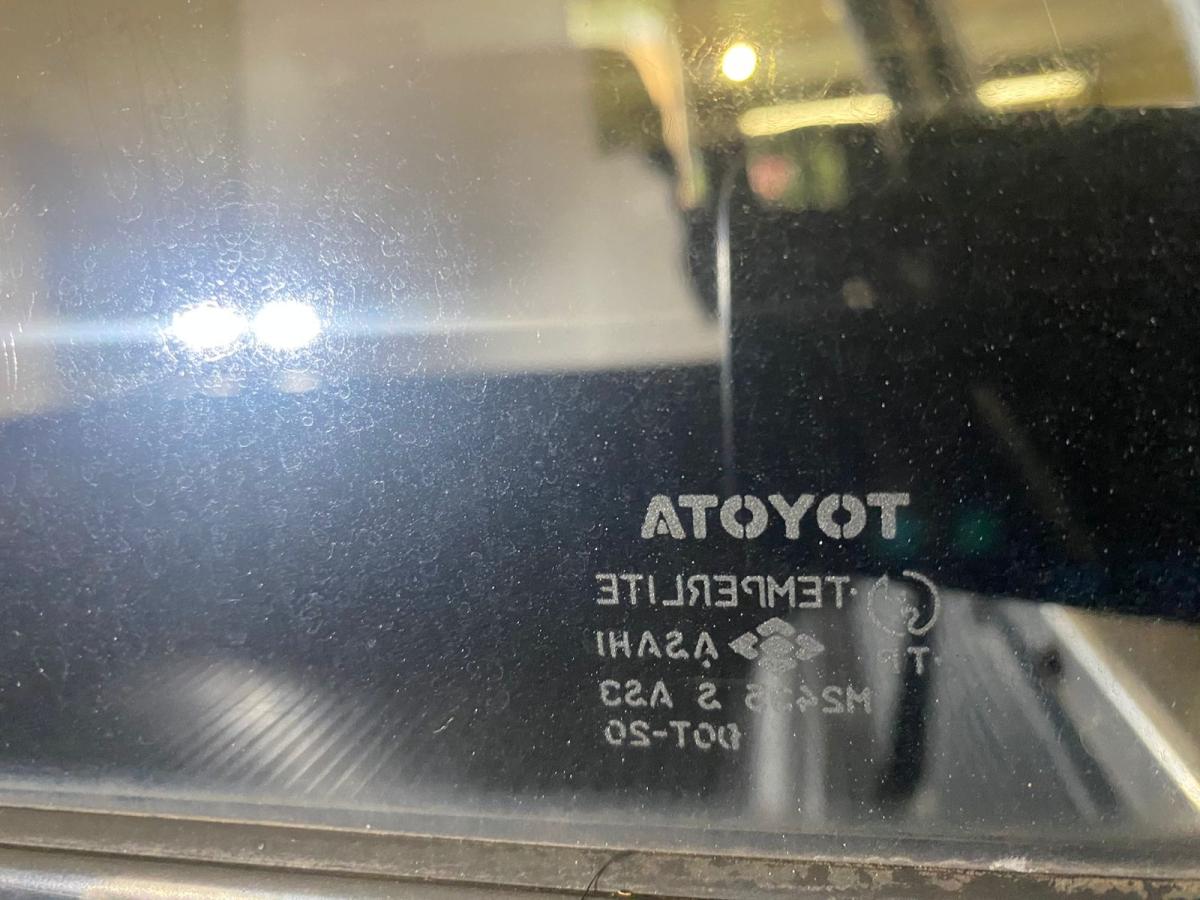 TOYOTA
TEMPERLITE
ASAHI
S AS3
DOT-20